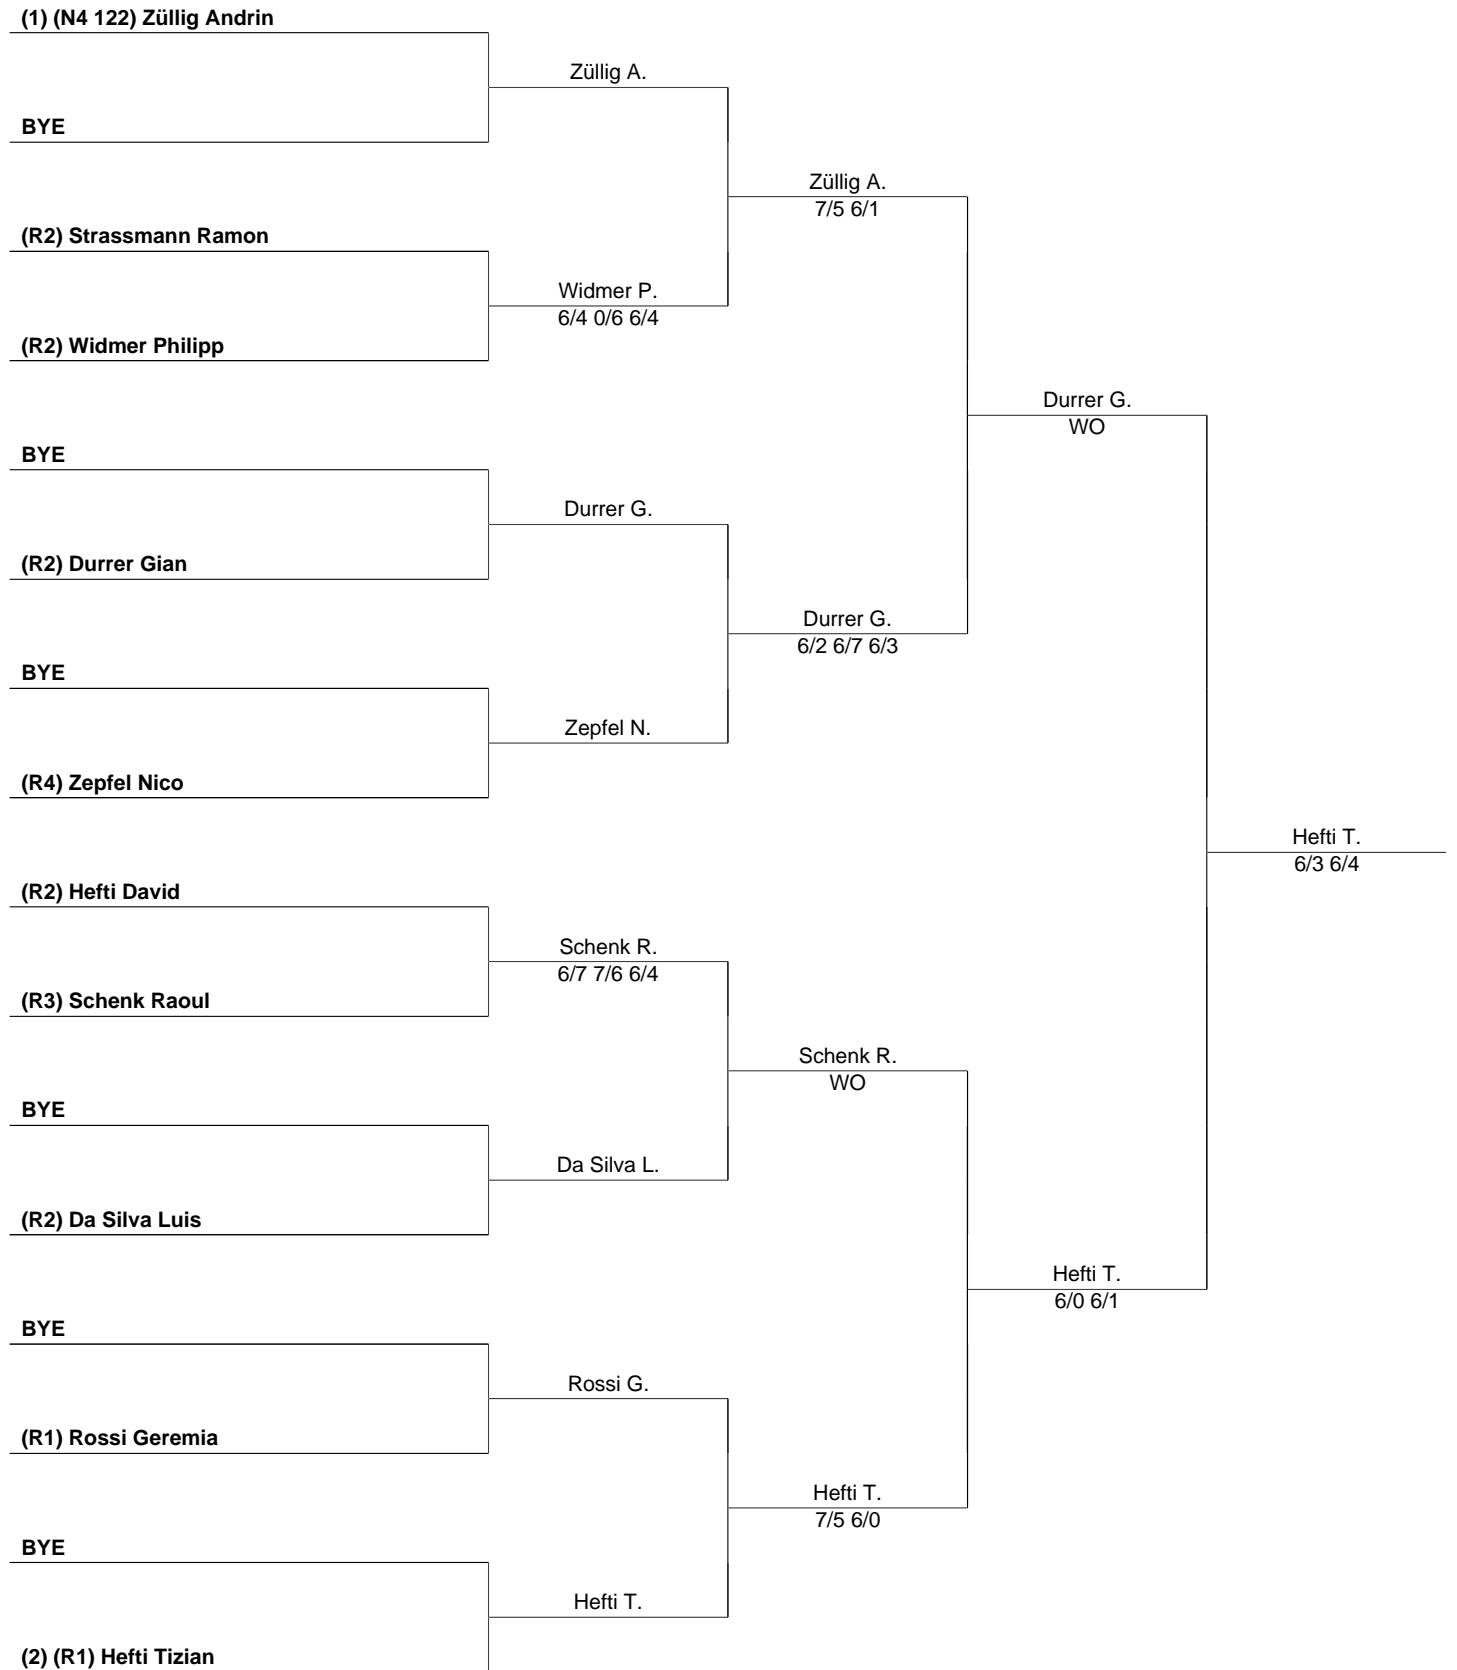 (1) (N4 122) Züllig Andrin
Züllig A.
BYE
Züllig A.
7/5 6/1
(R2) Strassmann Ramon
Widmer P.
6/4 0/6 6/4
(R2) Widmer Philipp
Durrer G.
WO
BYE
Durrer G.
(R2) Durrer Gian
Durrer G.
6/2 6/7 6/3
BYE
Zepfel N.
(R4) Zepfel Nico
Hefti T.
6/3 6/4
(R2) Hefti David
Schenk R.
6/7 7/6 6/4
(R3) Schenk Raoul
Schenk R.
WO
BYE
Da Silva L.
(R2) Da Silva Luis
Hefti T.
6/0 6/1
BYE
Rossi G.
(R1) Rossi Geremia
Hefti T.
7/5 6/0
BYE
Hefti T.
(2) (R1) Hefti Tizian